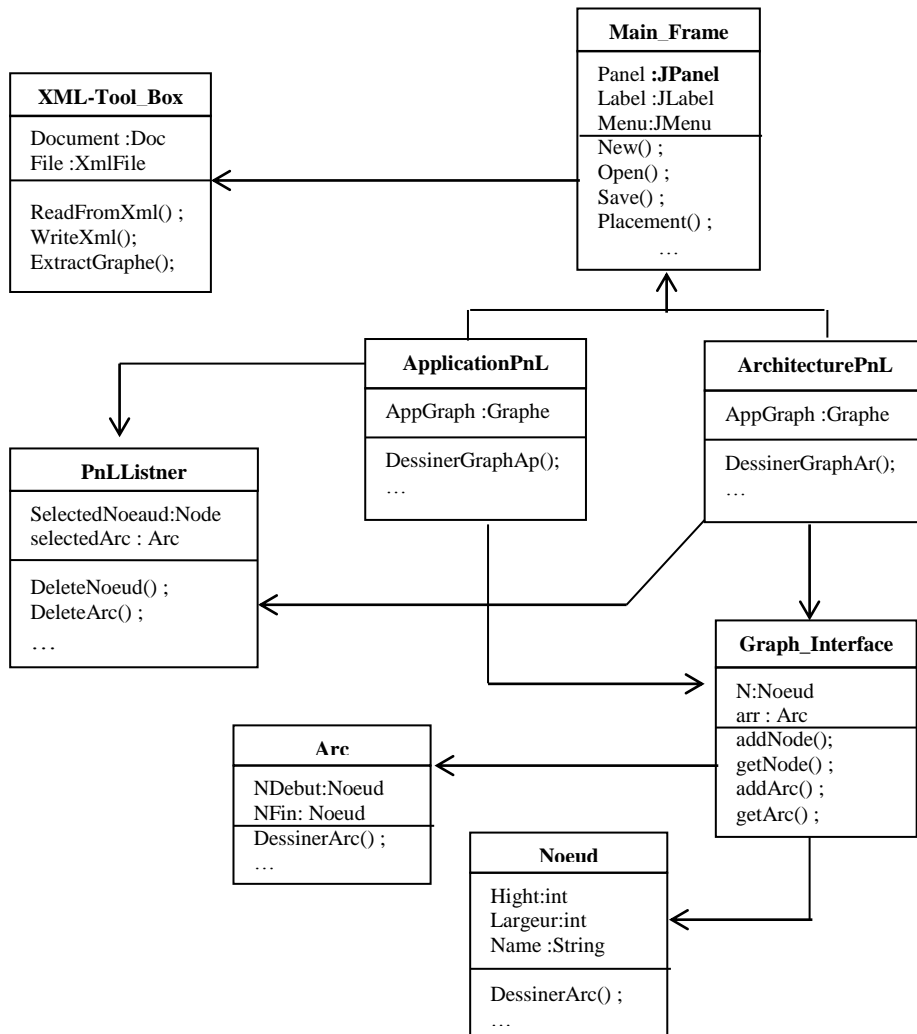 Main_Frame
Panel :JPanel
Label :JLabel
Menu:JMenu
New() ;
Open() ;
Save() ;
Placement() ;
…
XML-Tool_Box
Document :Doc
File :XmlFile
ReadFromXml() ;
WriteXml();
ExtractGraphe();
ApplicationPnL
AppGraph :Graphe
DessinerGraphAp();
…
ArchitecturePnL
AppGraph :Graphe
DessinerGraphAr();
…
PnLListner
SelectedNoeaud:Node
selectedArc : Arc
DeleteNoeud() ;
DeleteArc() ;
…
Graph_Interface
N:Noeud
arr : Arc
addNode();
getNode() ;
addArc() ;
getArc() ;
Arc
NDebut:Noeud
NFin: Noeud
DessinerArc() ;
…
Noeud
Hight:int
Largeur:int
Name :String
DessinerArc() ;
…